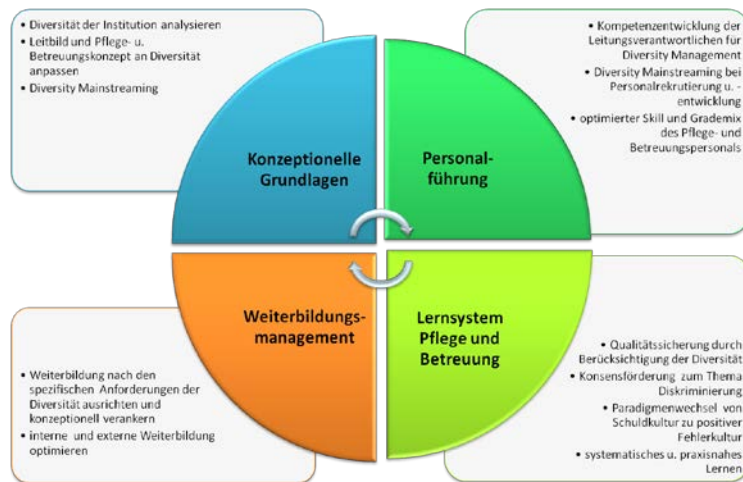 • Diversität der Institution analysieren
• Leitbild und Pflege- u.
Betreuungskonzept an Diversität
anpassen
• Diversity Mainstreaming
• Kompetenzentwicklung der
Leitungsverantwortlichen für
Diversity Management
• Diversity Mainstreaming bei
Personalrekrutierung u. -
entwicklung
• optimierter Skill und Grademix
des Pflege- und
Betreuungspersonals
Konzeptionelle
Grundlagen
Personal-
führung
Weiterbildungs-
management
Lernsystem
Pflege und
Betreuung
• Weiterbildung nach den
spezifischen Anforderungen der
Diversität ausrichten und
konzeptionell verankern
• interne und externe Weiterbildung
optimieren
• Qualitätssicherung durch
Berücksichtigung der Diversität
• Konsensförderung zum Thema
Diskriminierung
• Paradigmenwechsel von
Schuldkultur zu positiver
Fehlerkultur
• systematisches u. praxisnahes
Lernen